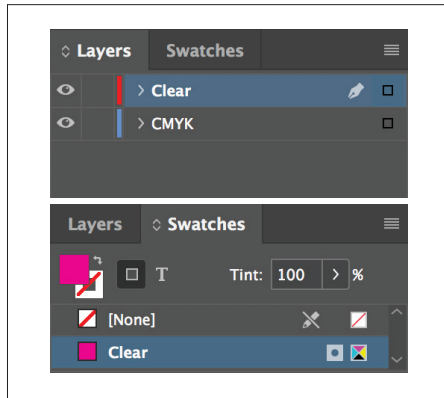 Layers Swatches
Clear
CMYK
Layers Swatches
T Tint: 100 %
[None]
Clear